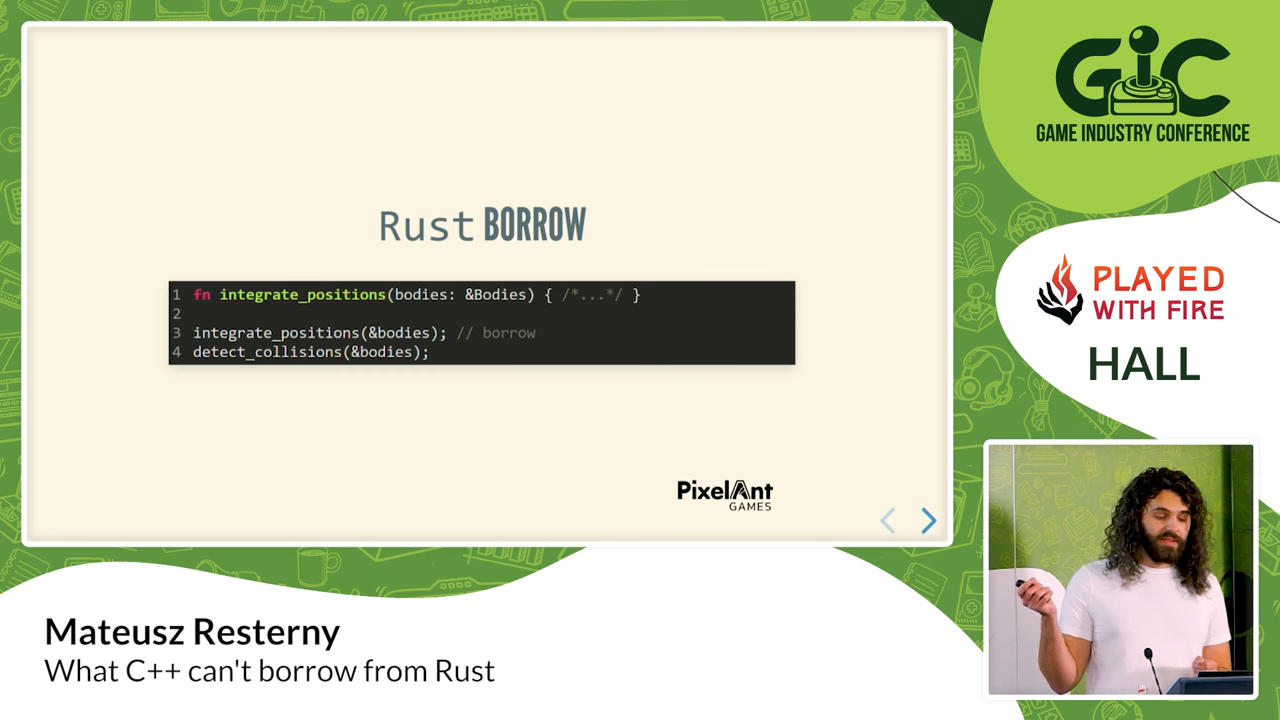 Rust BORROW
1 fn integrate_positions(bodies: &Bodies) { /*...*/ }
2
3 integrate_positions(&bodies); // borrow
4 detect_collisions(&bodies);
PixelAnt
GAMES
GIC
GAME INDUSTRY CONFERENCE
PLAYED
WITH FIRE
HALL
Mateusz Resterny
What C++ can't borrow from Rust